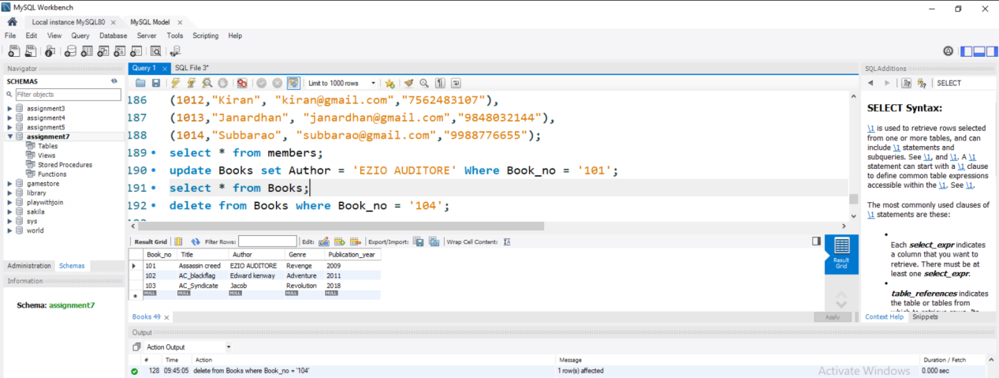 MySQL Workbench
Local instance MySQL80 × MySQL Model ×
File Edit View Query Database Server Tools Scripting Help
Navigator
SCHEMAS
Filter objects
assignment3
assignment4
assignment5
assignment7
Tables
Views
Stored Procedures
Functions
gamestore
library
playwithjoin
sakila
sys
world
Administration Schemas
Information
Schema: assignment7
Query 1 × SQL File 3*
Limit to 1000 rows
186 (1012,"Kiran", "kiran@gmail.com","7562483107"),
187 (1013,"Janardhan", "janardhan@gmail.com","9848032144"),
188 (1014,"Subbarao", "subbarao@gmail.com","9988776655");
189 select * from members;
190 update Books set Author = 'EZIO AUDITORE' Where Book_no = '101';
191 select * from Books;
192 delete from Books where Book_no = '104';
Result Grid Filter Rows: Edit: Export/Import: Wrap Cell Content:
Book_no Title Author Genre Publication_year
101 Assassin creed EZIO AUDITORE Revenge 2009
102 AC_blackflag Edward kenway Adventure 2011
103 AC_Syndicate Jacob Revolution 2018
NULL NULL NULL NULL NULL
Result
Grid
Books 49 ×
Apply
Output
Action Output
# Time Action Message Duration / Fetch
128 09:45:05 delete from Books where Book_no = '104' 1 row(s) affected 0.000 sec
SQLAdditions
SELECT
SELECT Syntax:
\1 is used to retrieve rows selected
from one or more tables, and can
include \1 statements and
subqueries. See \1, and \1. A \1
statement can start with a \1 clause
to define common table expressions
accessible within the \1. See \1.
The most commonly used clauses of
\1 statements are these:
Each select_expr indicates
a column that you want to
retrieve. There must be at
least one select_expr.
table_references indicates
the table or tables from
which to retrieve rows. Its
Context Help Snippets
Activate Windows